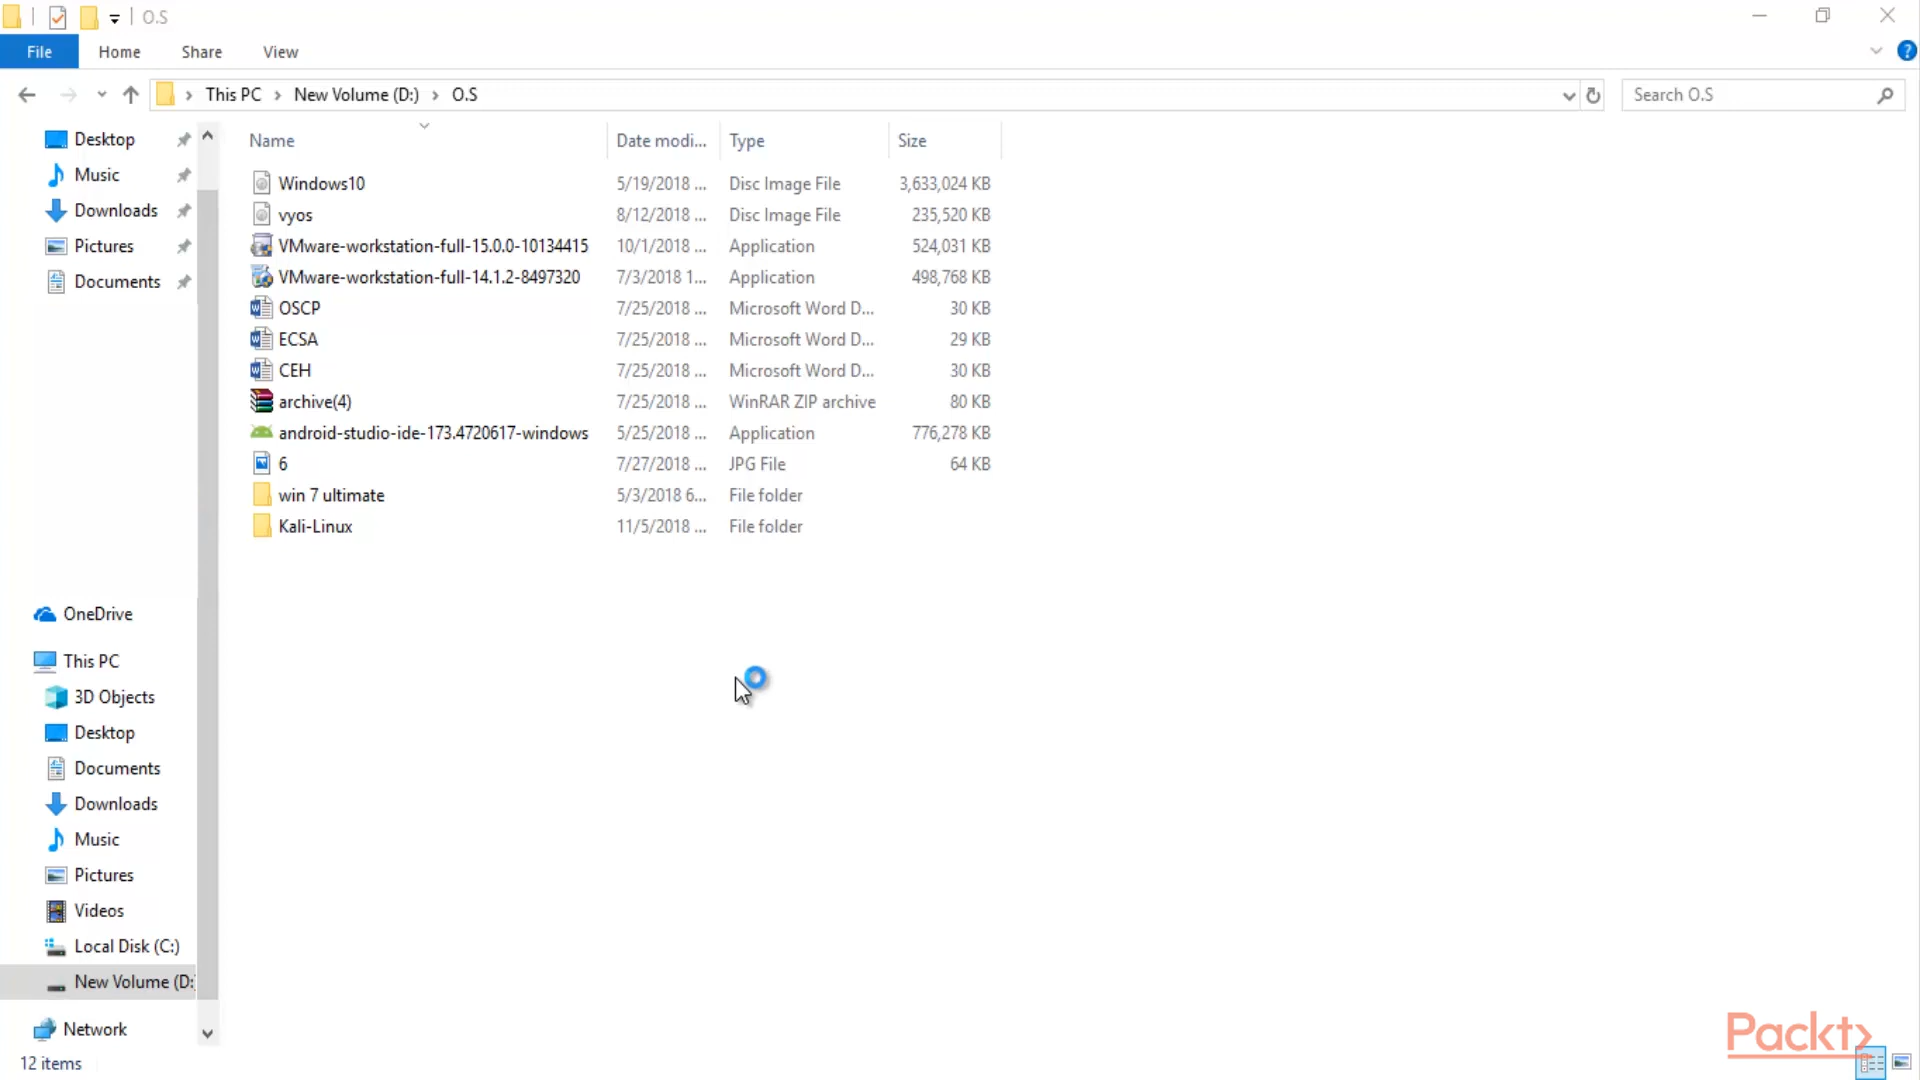 O.S
File Home Share View
This PC > New Volume (D:) > O.S
Search O.S
Name Date modi... Type Size
Desktop
Music
Downloads
Pictures
Documents
Windows10 5/19/2018 ... Disc Image File 3,633,024 KB
vyos 8/12/2018 ... Disc Image File 235,520 KB
VMware-workstation-full-15.0.0-10134415 10/1/2018 ... Application 524,031 KB
VMware-workstation-full-14.1.2-8497320 7/3/2018 1... Application 498,768 KB
OSCP 7/25/2018 ... Microsoft Word D... 30 KB
ECSA 7/25/2018 ... Microsoft Word D... 29 KB
CEH 7/25/2018 ... Microsoft Word D... 30 KB
archive(4) 7/25/2018 ... WinRAR ZIP archive 80 KB
android-studio-ide-173.4720617-windows 5/25/2018 ... Application 776,278 KB
6 7/27/2018 ... JPG File 64 KB
win 7 ultimate 5/3/2018 6... File folder
Kali-Linux 11/5/2018 ... File folder
OneDrive
This PC
3D Objects
Desktop
Documents
Downloads
Music
Pictures
Videos
Local Disk (C:)
New Volume (D:
Network
12 items
Packt>